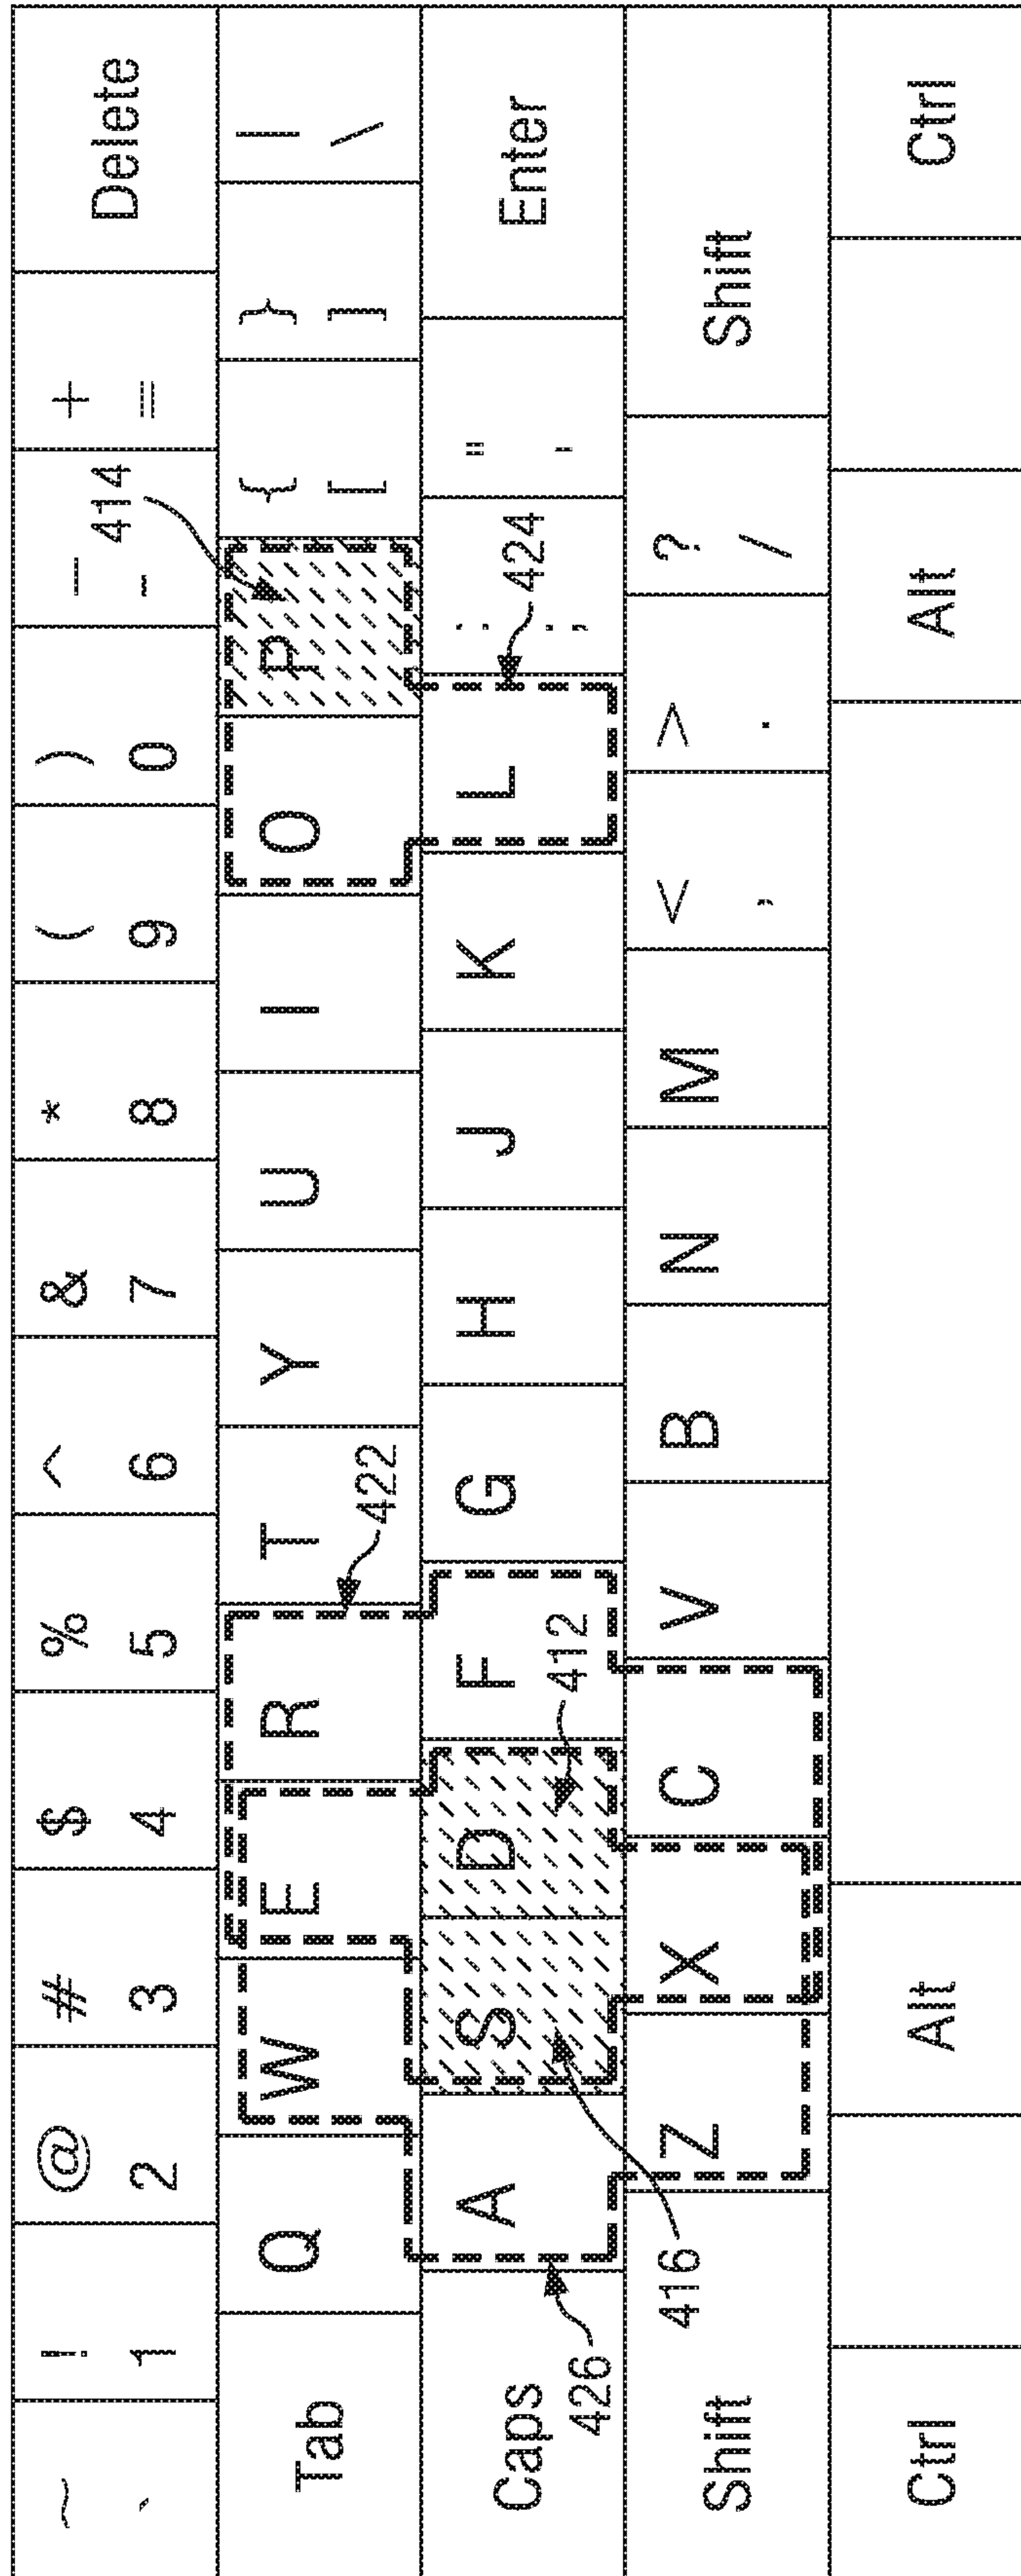 ~ ! @ # $ % ^ & * ( ) _ + Delete
` 1 2 3 4 5 6 7 8 9 0 - =
414
Tab Q W E R T Y U I O P { } |
[ ] \
422
Caps A S D F G H J K L : " Enter
; '
426 412 424
Shift Z X C V B N M < > ? Shift
, . /
416
Ctrl Alt Alt Ctrl